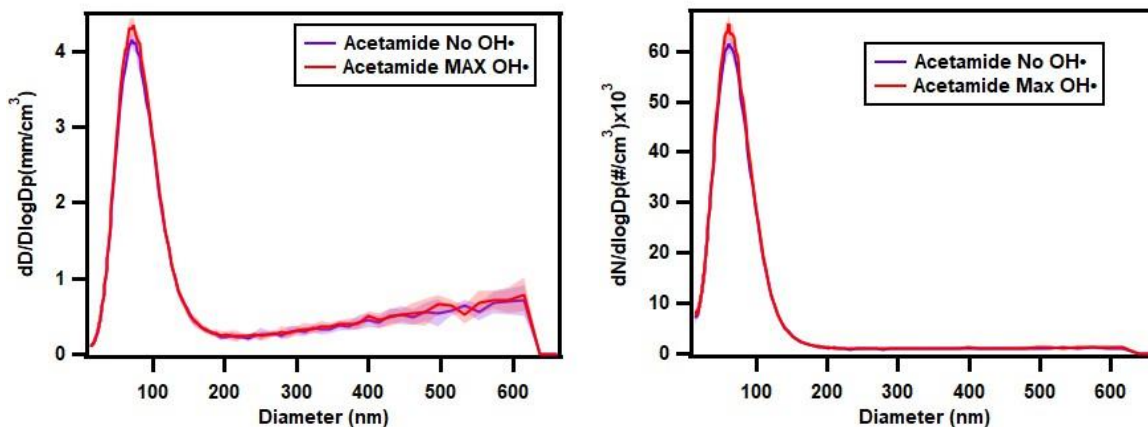 dD/DlogDp(mm/cm³)
4
3
2
1
0
Acetamide No OH•
Acetamide MAX OH•
100 200 300 400 500 600
Diameter (nm)
dN/dlogDp(#/cm³)x10³
60
50
40
30
20
10
0
Acetamide No OH•
Acetamide Max OH•
100 200 300 400 500 600
Diameter (nm)